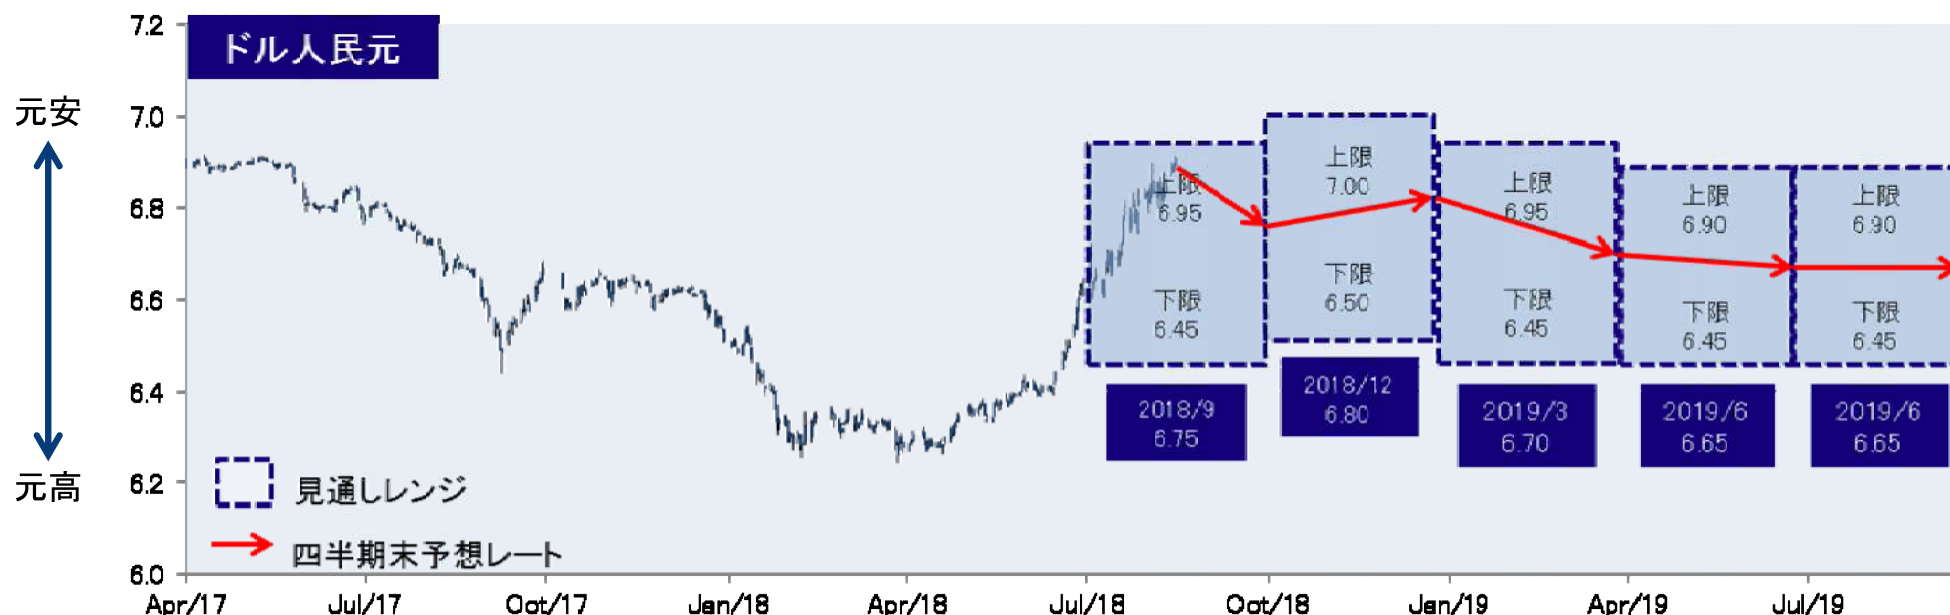 ドル人民元
元安
元高
7.2
7.0
6.8
6.6
6.4
6.2
6.0
上限
6.95
下限
6.45
2018/9
6.75
上限
7.00
下限
6.50
2018/12
6.80
上限
6.95
下限
6.45
2019/3
6.70
上限
6.90
下限
6.45
2019/6
6.65
上限
6.90
下限
6.45
2019/6
6.65
見通しレンジ
四半期末予想レート
Apr/17
Jul/17
Oct/17
Jan/18
Apr/18
Jul/18
Oct/18
Jan/19
Apr/19
Jul/19